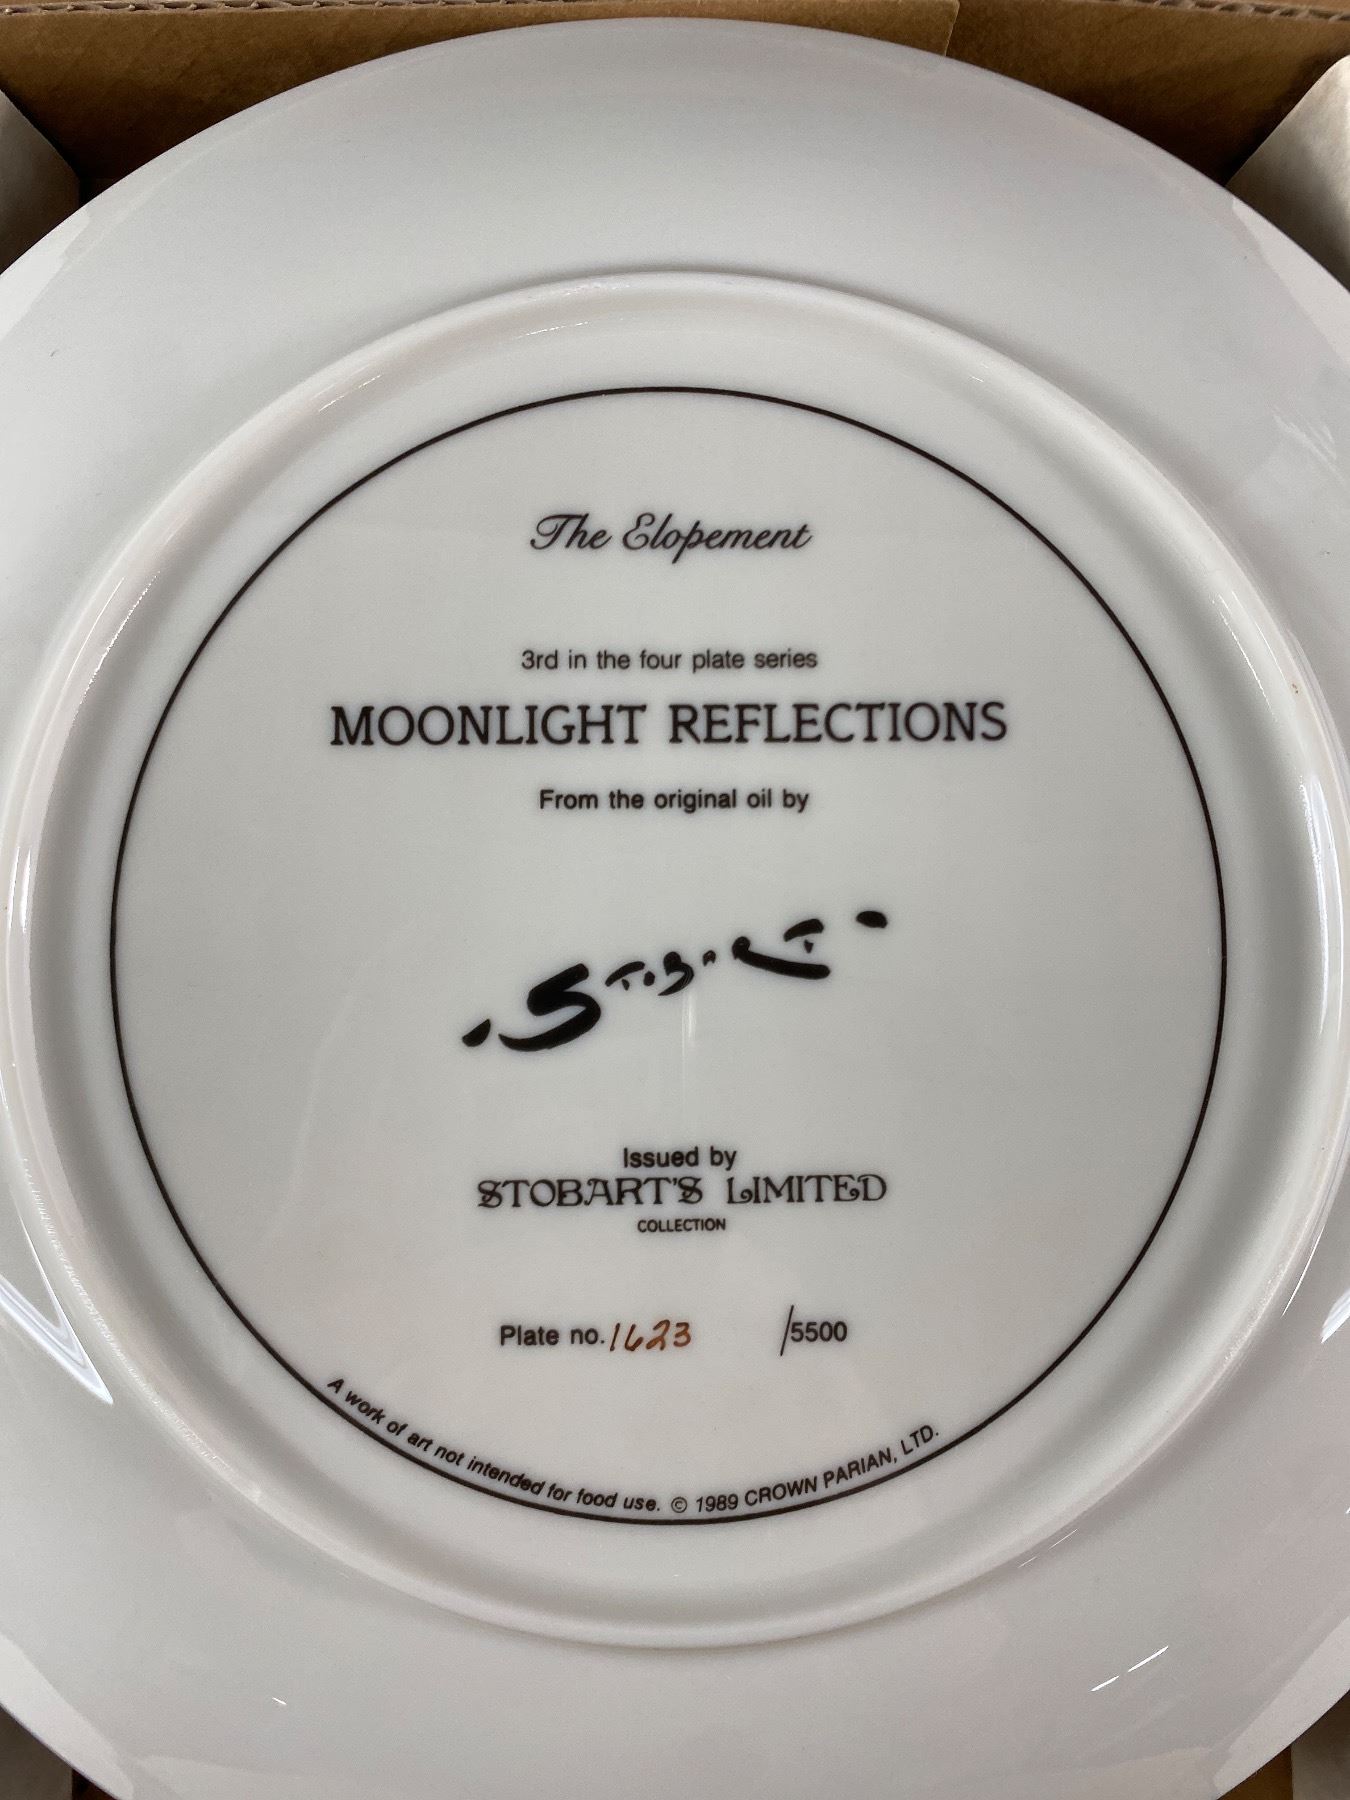 The Elopement
3rd in the four plate series
MOONLIGHT REFLECTIONS
From the original oil by
STOBART
Issued by
STOBART'S LIMITED
COLLECTION
Plate no. 1623 /5500
A work of art not intended for food use. © 1989 CROWN PARIAN, LTD.